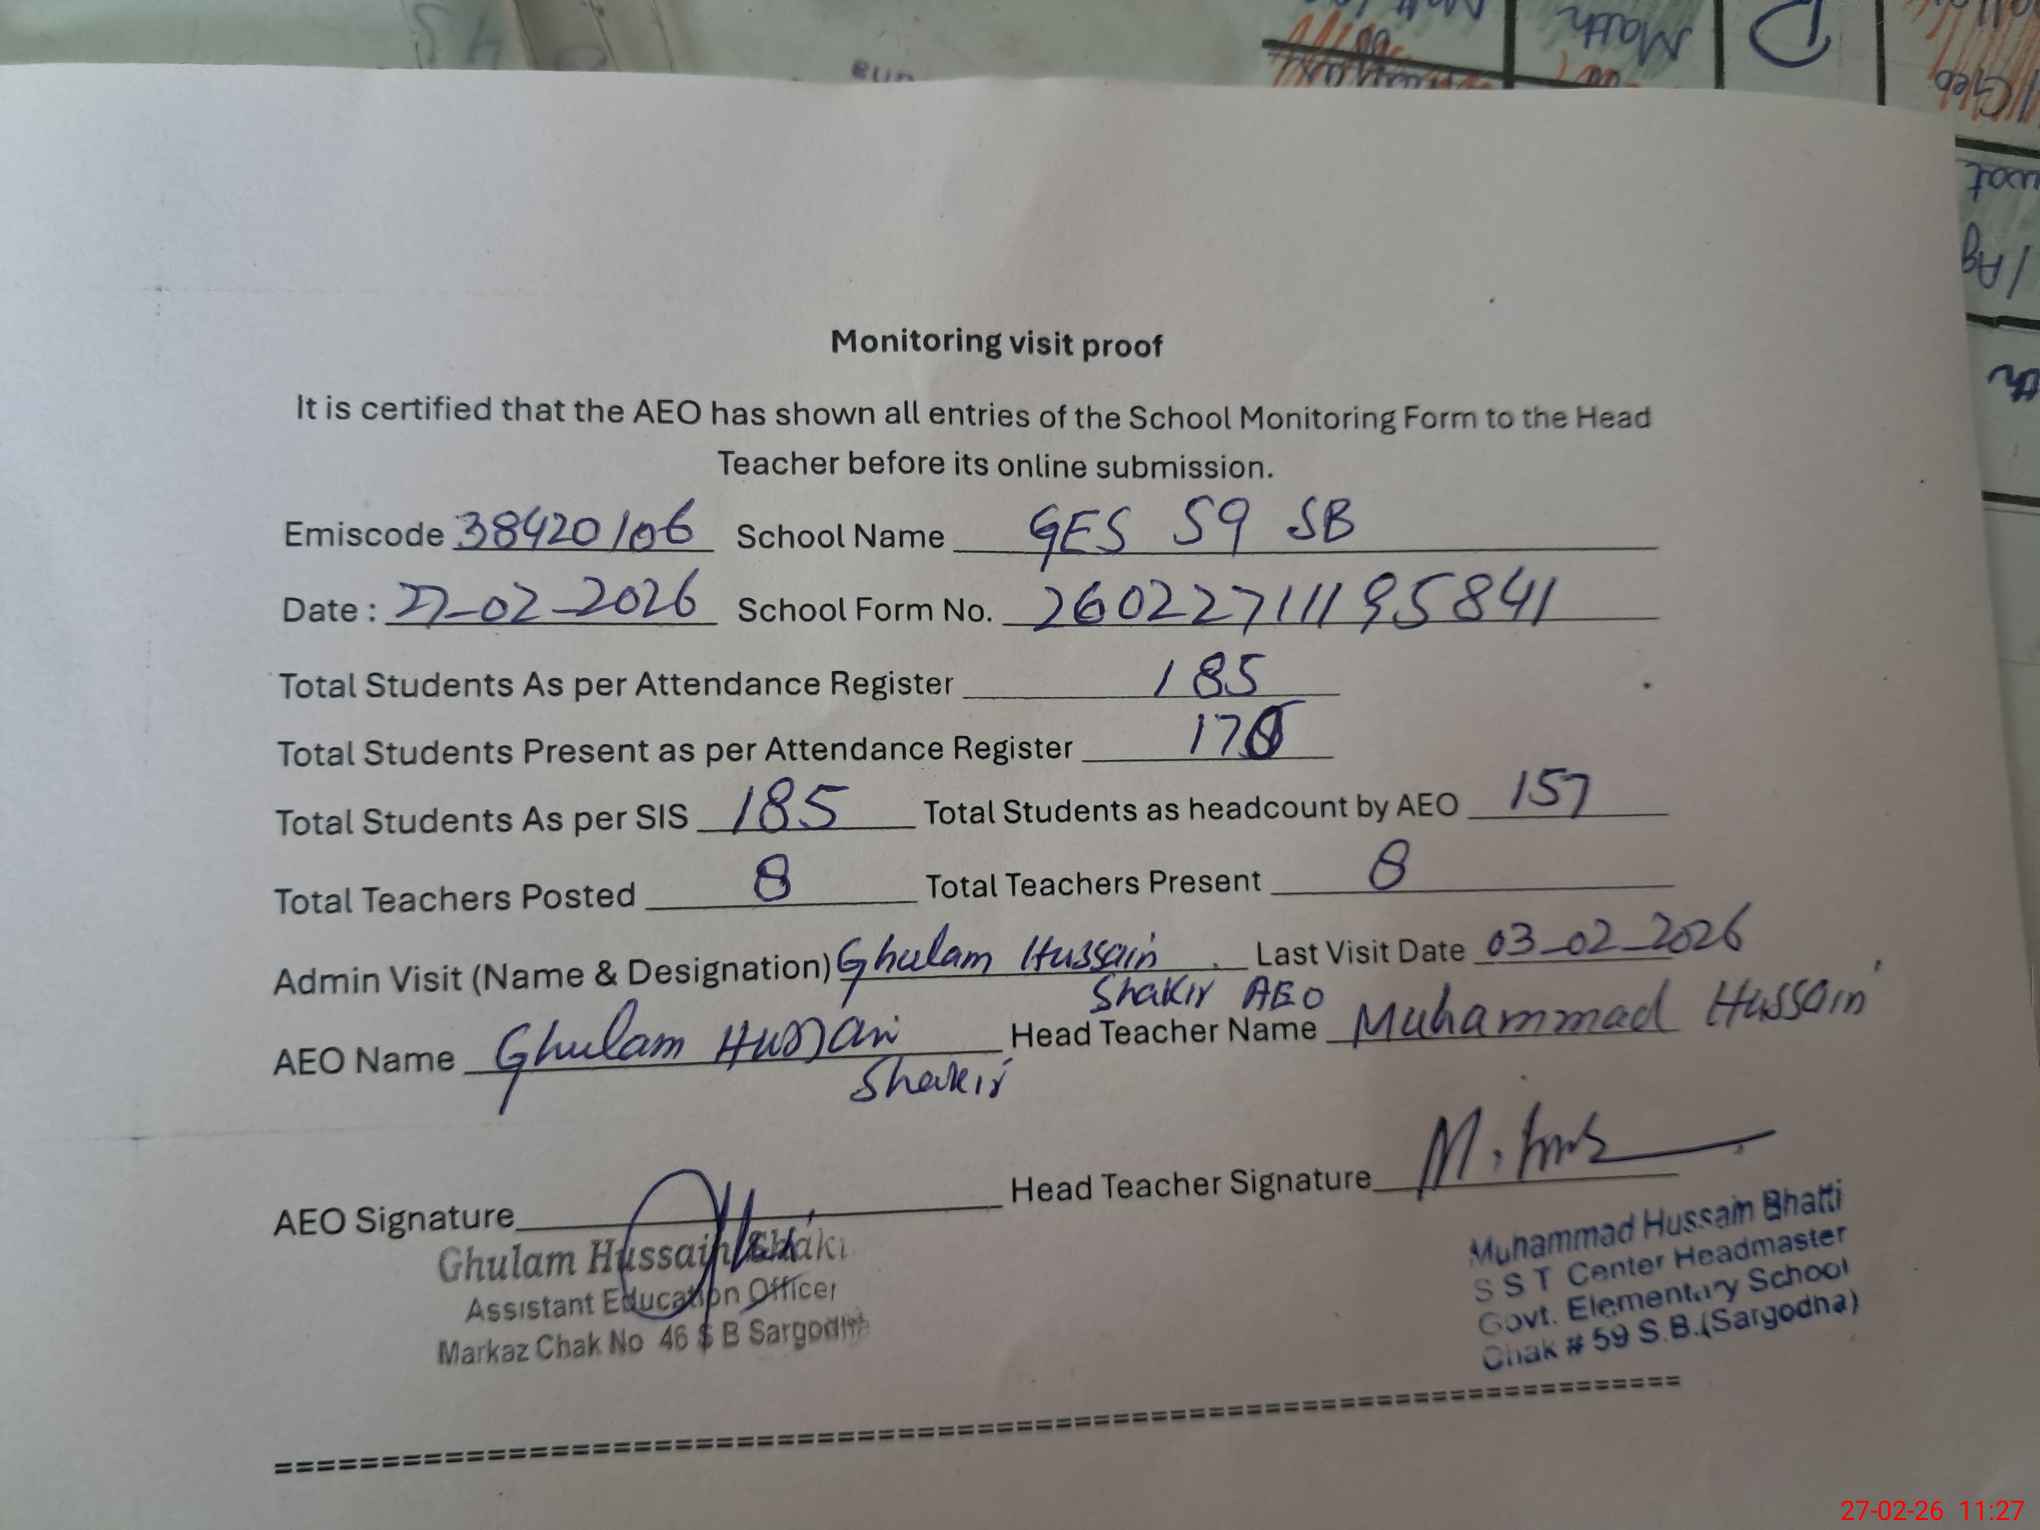 Monitoring visit proof
It is certified that the AEO has shown all entries of the School Monitoring Form to the Head
Teacher before its online submission.
Emiscode 38420106 School Name GES 59 SB
Date : 27-02-2026 School Form No. 26022711195841
Total Students As per Attendance Register 185
Total Students Present as per Attendance Register
Total Students As per SIS 185 Total Students as headcount by AEO 157
Total Teachers Posted 8 Total Teachers Present 8
Admin Visit (Name & Designation) Ghulam Hussain Last Visit Date 03-02-2026
Shakir AEO
AEO Name Ghulam Hussain Head Teacher Name Muhammad Hussain
Shakir
AEO Signature Head Teacher Signature
Ghulam Hussain
Assistant Education Officer
Markaz Chak No 46 S B Sargodha
Muhammad Hussain Bhatti
S S T Center Headmaster
Govt. Elementary School
Chak # 59 S.B.(Sargodha)
27-02-26 11:27